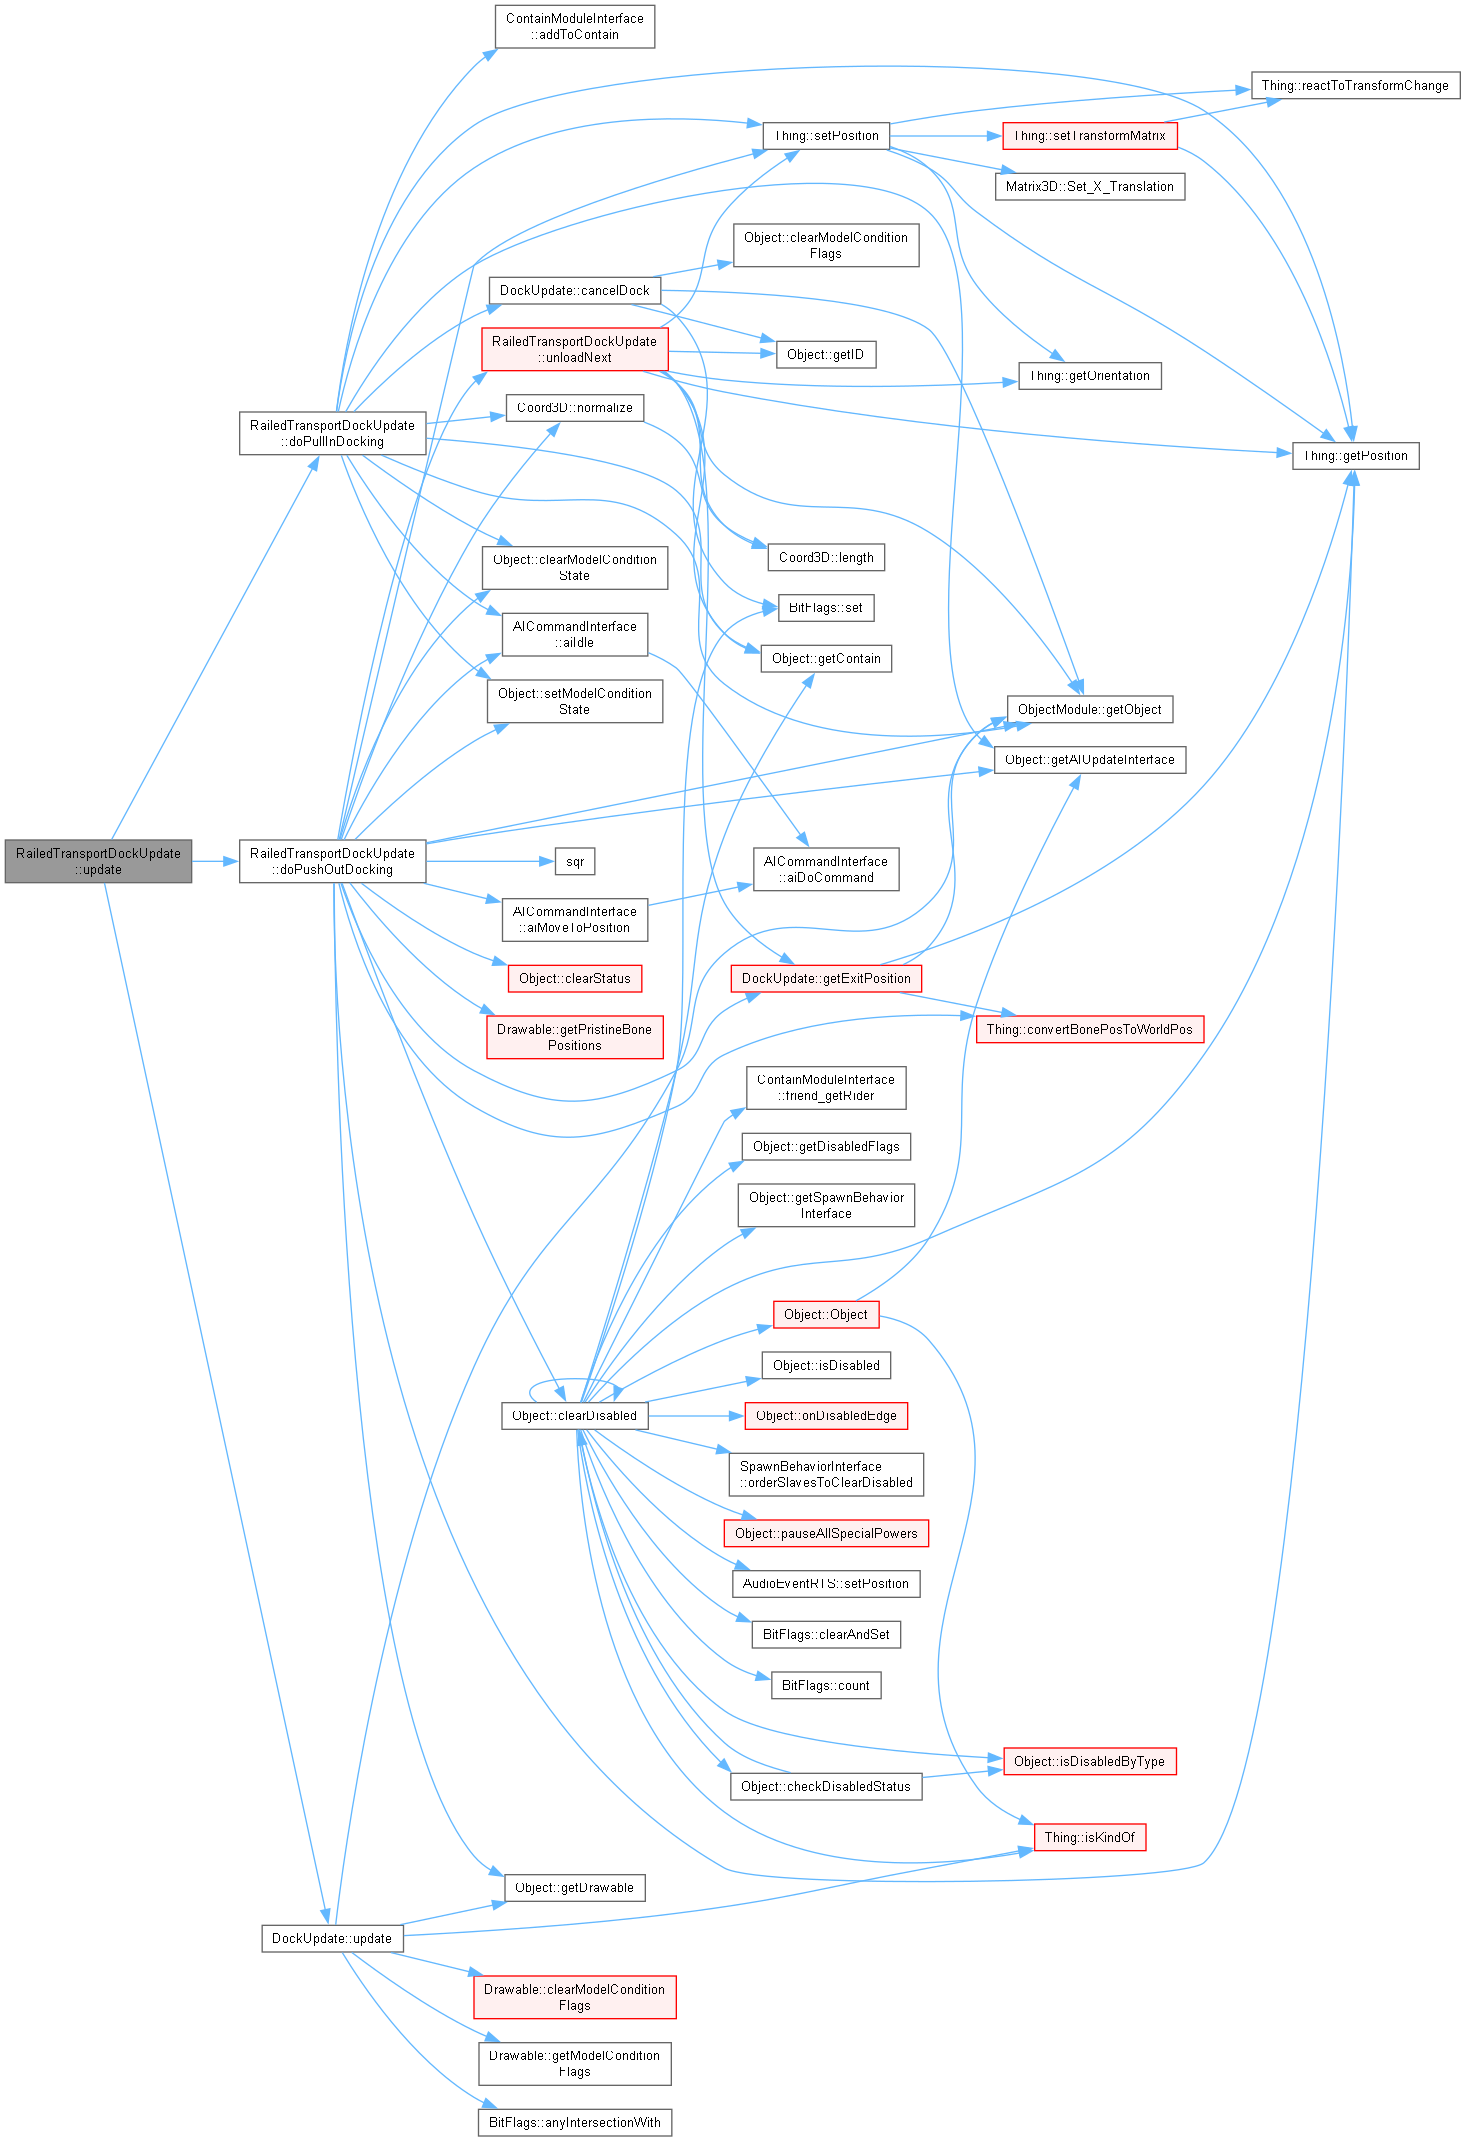 ContainModuleInterface
::addToContain
Thing::reactToTransformChange
Thing::setPosition
Thing::setTransformMatrix
Matrix3D::Set_X_Translation
Object::clearModelCondition
Flags
DockUpdate::cancelDock
RailedTransportDockUpdate
::unloadNext
Object::getID
Thing::getOrientation
Coord3D::normalize
RailedTransportDockUpdate
::doPullInDocking
Thing::getPosition
Object::clearModelCondition
State
Coord3D::length
BitFlags::set
AICommandInterface
::aiIdle
Object::getContain
Object::setModelCondition
State
ObjectModule::getObject
Object::getAIUpdateInterface
RailedTransportDockUpdate
::update
RailedTransportDockUpdate
::doPushOutDocking
sqr
AICommandInterface
::aiDoCommand
AICommandInterface
::aiMoveToPosition
Object::clearStatus
DockUpdate::getExitPosition
Drawable::getPristineBone
Positions
Thing::convertBonePosToWorldPos
ContainModuleInterface
::friend_getRider
Object::getDisabledFlags
Object::getSpawnBehavior
Interface
Object::Object
Object::isDisabled
Object::clearDisabled
Object::onDisabledEdge
SpawnBehaviorInterface
::orderSlavesToClearDisabled
Object::pauseAllSpecialPowers
AudioEventRTS::setPosition
BitFlags::clearAndSet
BitFlags::count
Object::isDisabledByType
Object::checkDisabledStatus
Thing::isKindOf
Object::getDrawable
DockUpdate::update
Drawable::clearModelCondition
Flags
Drawable::getModelCondition
Flags
BitFlags::anyIntersectionWith